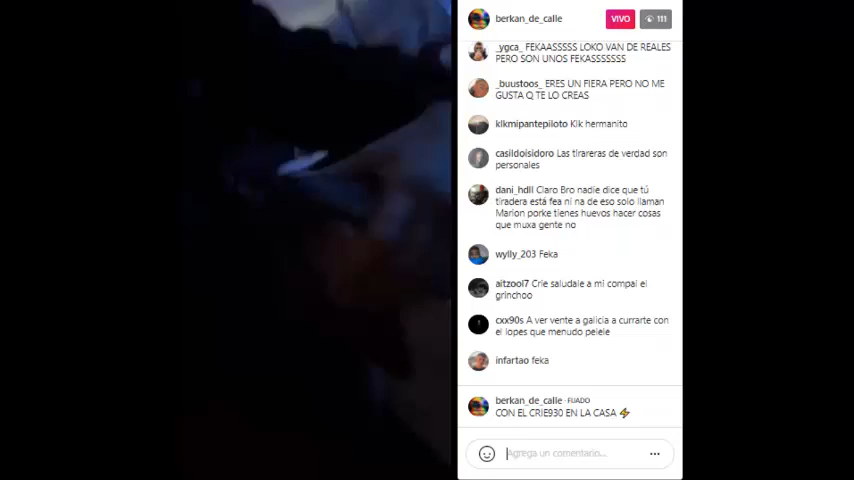 berkan_de_calle VIVO 111
_ygca_ FEKAASSSSS LOKO VAN DE REALES
PERO SON UNOS FEKASSSSSSS
_buustoos_ ERES UN FIERA PERO NO ME
GUSTA Q TE LO CREAS
klkmipantepiloto Klk hermanito
casildoisidoro Las tirareras de verdad son
personales
dani_hdll Claro Bro nadie dice que tú
tiradera está fea ni na de eso solo llaman
Marion porke tienes huevos hacer cosas
que muxa gente no
wylly_203 Feka
aitzool7 Crie saludale a mi compai el
grinchoo
cxx90s A ver vente a galicia a currarte con
el lopes que menudo pelele
infartao feka
berkan_de_calle · FIJADO
CON EL CRIE930 EN LA CASA ⚡
Agrega un comentario...